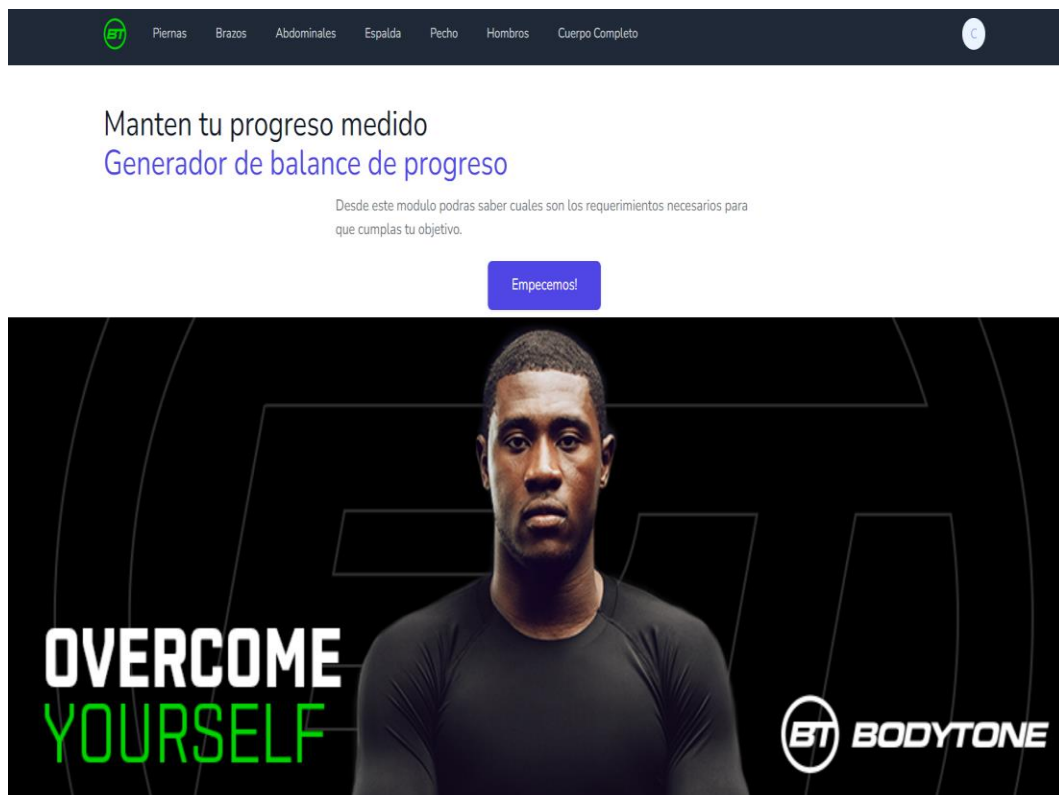 BT Piernas Brazos Abdominales Espalda Pecho Hombros Cuerpo Completo C
Manten tu progreso medido
Generador de balance de progreso
Desde este modulo podras saber cuales son los requerimientos necesarios para
que cumplas tu objetivo.
Empecemos!
OVERCOME
YOURSELF
BT BODYTONE